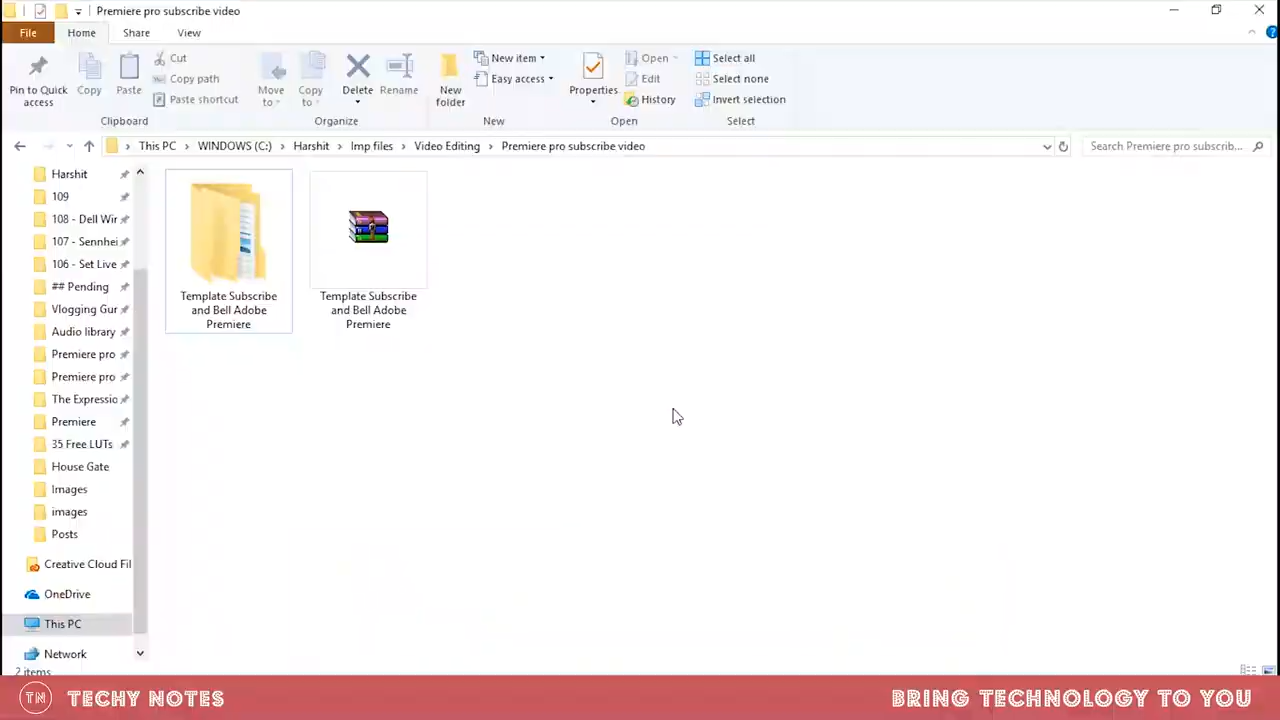 Premiere pro subscribe video
File
Home
Share
View
Pin to Quick access
Copy
Paste
Cut
Copy path
Paste shortcut
Clipboard
Move to
Copy to
Delete
Rename
Organize
New folder
New item
Easy access
New
Properties
Open
Edit
History
Open
Select all
Select none
Invert selection
Select
This PC
WINDOWS (C:)
Harshit
Imp files
Video Editing
Premiere pro subscribe video
Search Premiere pro subscrib...
Harshit
109
108 - Dell Wir
107 - Sennhei
106 - Set Live
## Pending
Vlogging Gur
Audio library
Premiere pro
Premiere pro
The Expressio
Premiere
35 Free LUTs
House Gate
Images
images
Posts
Creative Cloud Fil
OneDrive
This PC
Network
2 items
Template Subscribe
and Bell Adobe
Premiere
Template Subscribe
and Bell Adobe
Premiere
TN TECHY NOTES
BRING TECHNOLOGY TO YOU